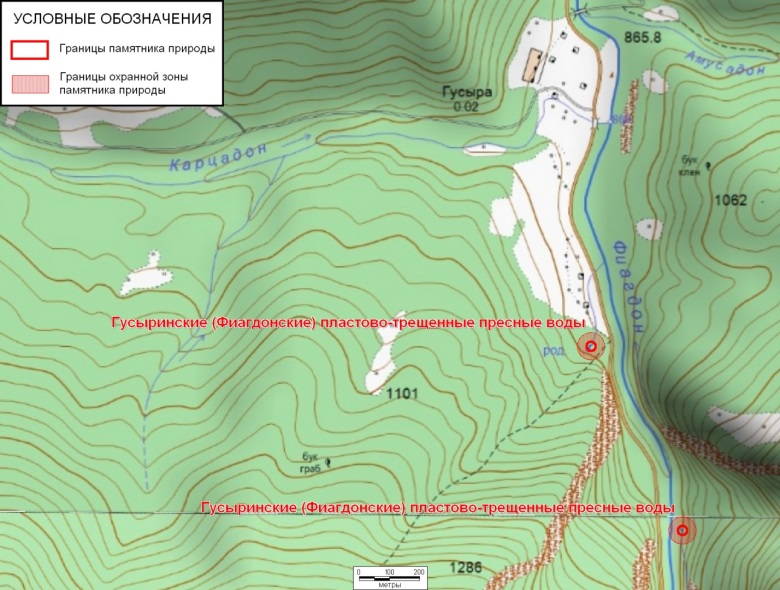 УСЛОВНЫЕ ОБОЗНАЧЕНИЯ
Границы памятника природы
Границы охранной зоны
памятника природы
865.8
Амусадон
Гусыра
0.02
Карцадон
бук
клен
1062
Фиагдон
Гусыринские (Фиагдонские) пластово-трещенные пресные воды
род.
1101
бук
граб
Гусыринские (Фиагдонские) пластово-трещенные пресные воды
1286
0 100 200
метры